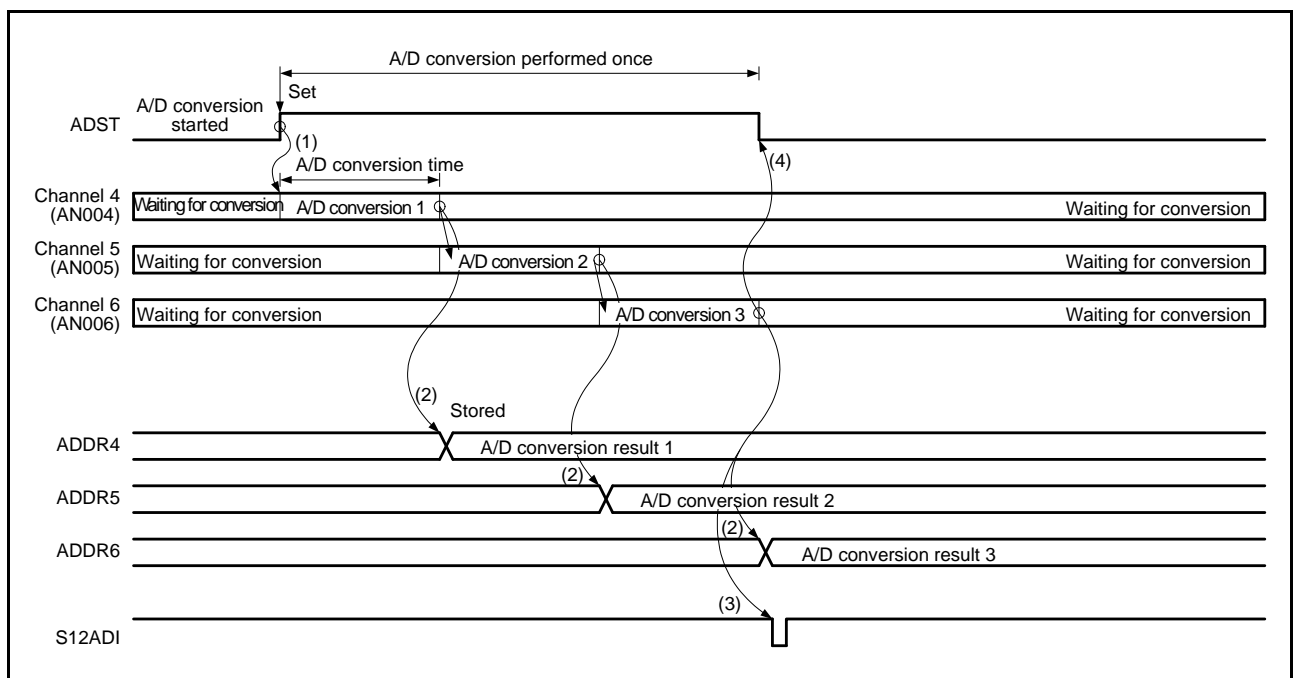 A/D conversion performed once
Set
A/D conversion
started
ADST
(1)
(4)
A/D conversion time
Channel 4
(AN004)
Waiting for conversion
A/D conversion 1
Waiting for conversion
Channel 5
(AN005)
Waiting for conversion
A/D conversion 2
Waiting for conversion
Channel 6
(AN006)
Waiting for conversion
A/D conversion 3
Waiting for conversion
(2)
Stored
ADDR4
A/D conversion result 1
(2)
ADDR5
A/D conversion result 2
(2)
ADDR6
A/D conversion result 3
(3)
S12ADI